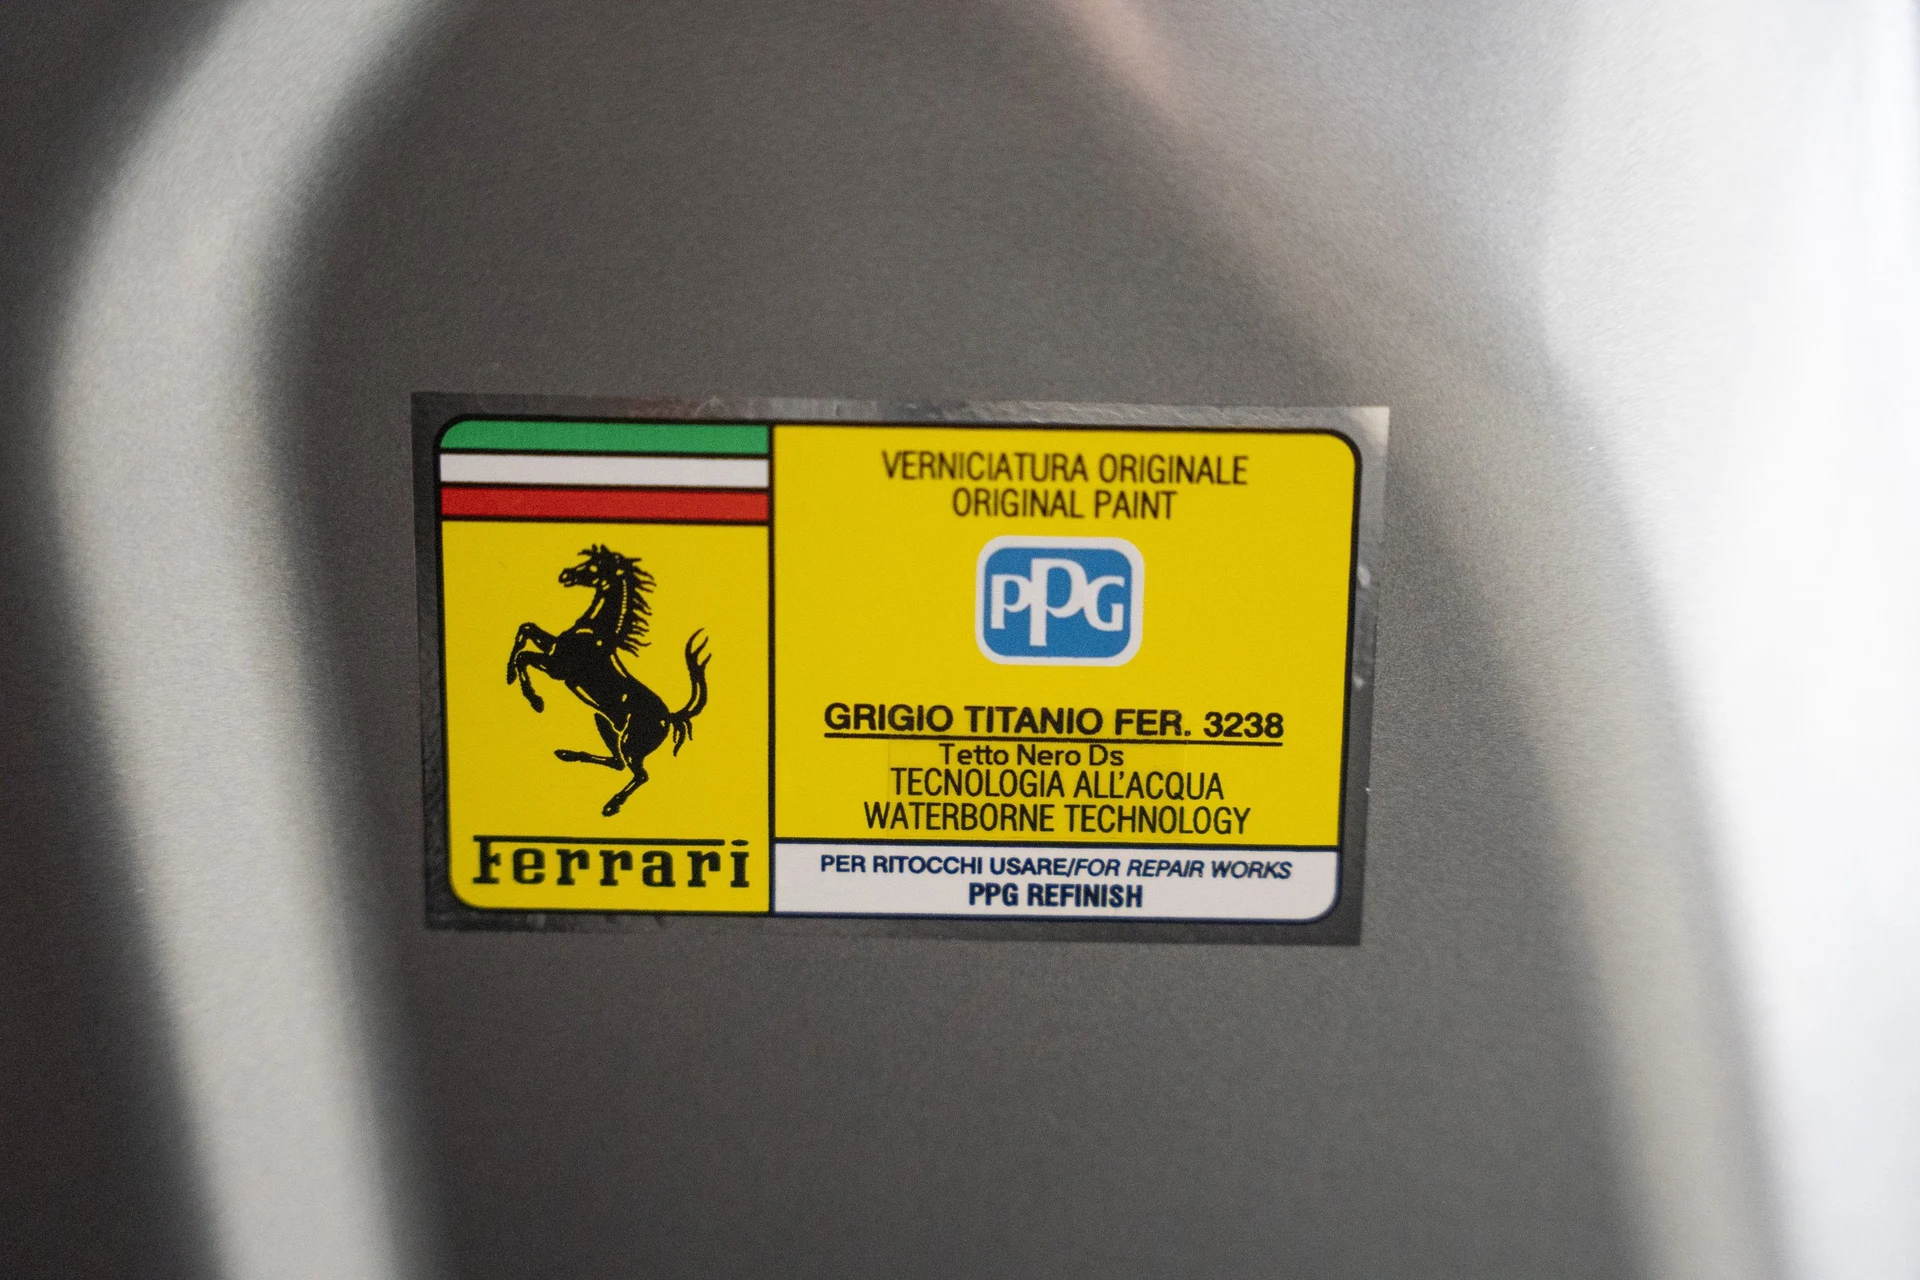 VERNICIATURA ORIGINALE
ORIGINAL PAINT
PPG
GRIGIO TITANIO FER. 3238
Tetto Nero Ds
TECNOLOGIA ALL'ACQUA
WATERBORNE TECHNOLOGY
Ferrari
PER RITOCCHI USARE/FOR REPAIR WORKS
PPG REFINISH